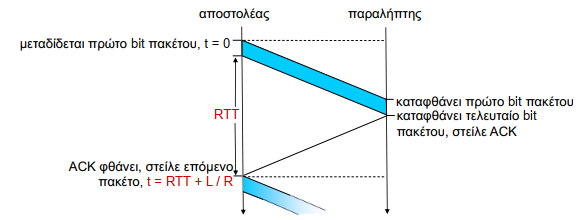 αποστολέας
παραλήπτης
μεταδίδεται πρώτο bit πακέτου, t = 0
RTT
καταφθάνει πρώτο bit πακέτου
καταφθάνει τελευταίο bit
πακέτου, στείλε ACK
ACK φθάνει, στείλε επόμενο
πακέτο, t = RTT + L / R